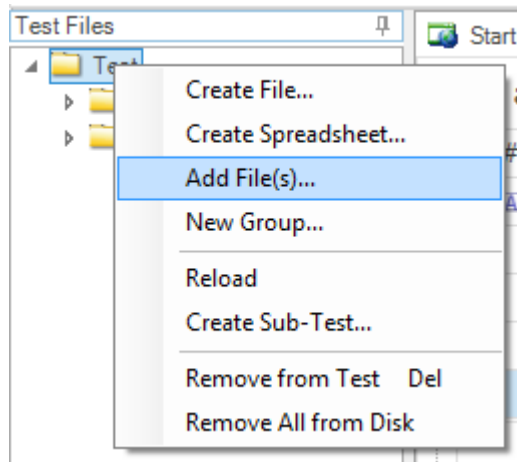 Test Files
Start
Test
Create File...
Create Spreadsheet...
Add File(s)...
New Group...
Reload
Create Sub-Test...
Remove from Test Del
Remove All from Disk